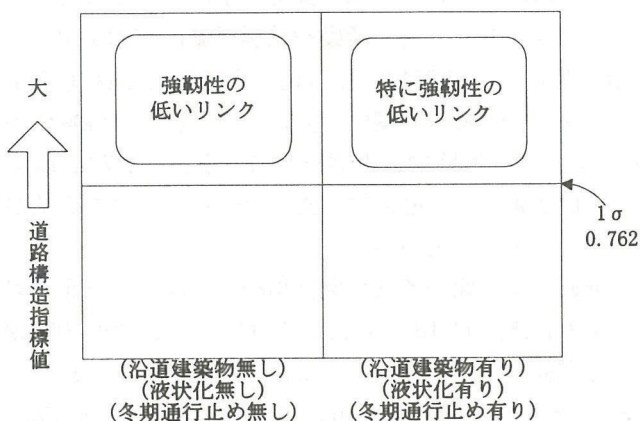 強靭性の
低いリンク
特に強靭性の
低いリンク
大
道路構造指標値
1σ
0.762
(沿道建築物無し)
(液状化無し)
(冬期通行止め無し)
(沿道建築物有り)
(液状化有り)
(冬期通行止め有り)